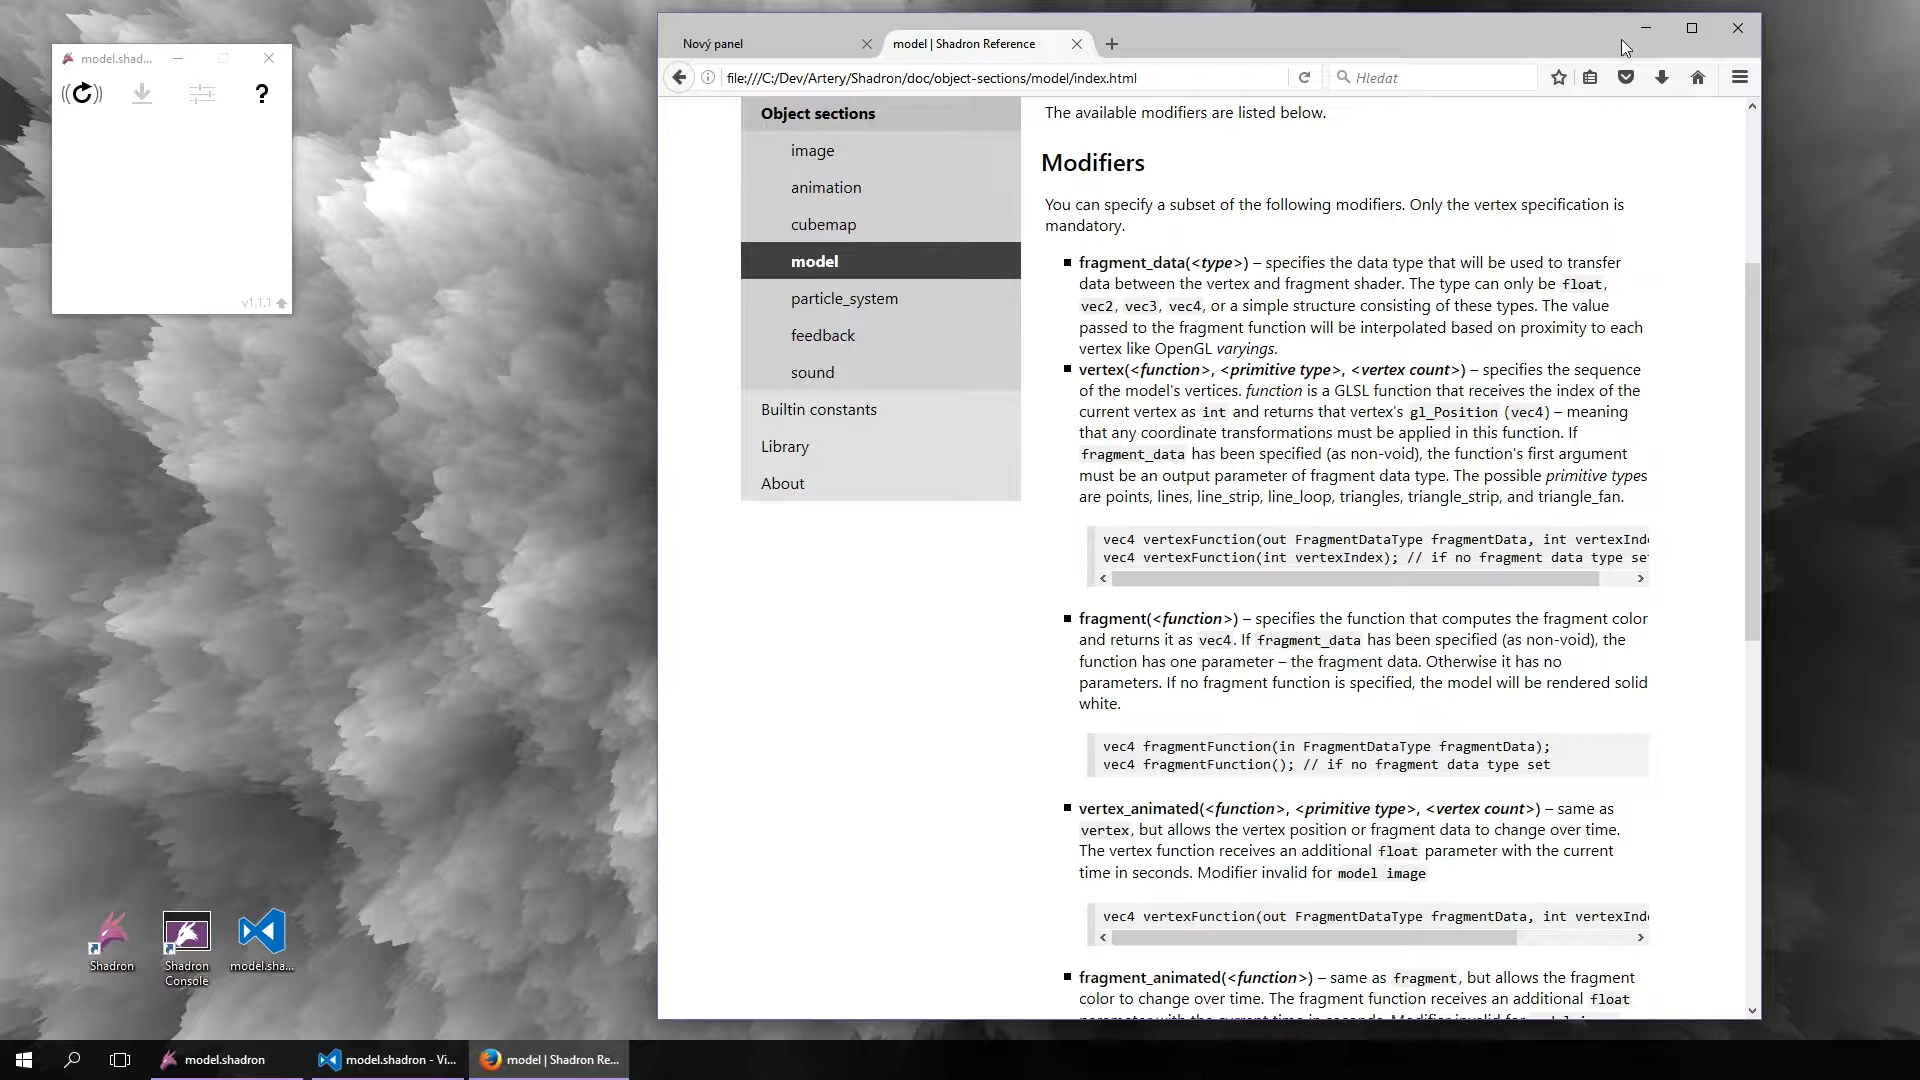 model.shad...
?
v1.1.1
Nový panel
model | Shadron Reference
file:///C:/Dev/Artery/Shadron/doc/object-sections/model/index.html
Hledat
Object sections
image
animation
cubemap
model
particle_system
feedback
sound
Builtin constants
Library
About
The available modifiers are listed below.
Modifiers
You can specify a subset of the following modifiers. Only the vertex specification is
mandatory.
fragment_data(<type>) – specifies the data type that will be used to transfer
data between the vertex and fragment shader. The type can only be float,
vec2, vec3, vec4, or a simple structure consisting of these types. The value
passed to the fragment function will be interpolated based on proximity to each
vertex like OpenGL varyings.
vertex(<function>, <primitive type>, <vertex count>) – specifies the sequence
of the model's vertices. function is a GLSL function that receives the index of the
current vertex as int and returns that vertex's gl_Position (vec4) – meaning
that any coordinate transformations must be applied in this function. If
fragment_data has been specified (as non-void), the function's first argument
must be an output parameter of fragment data type. The possible primitive types
are points, lines, line_strip, line_loop, triangles, triangle_strip, and triangle_fan.
vec4 vertexFunction(out FragmentDataType fragmentData, int vertexInde
vec4 vertexFunction(int vertexIndex); // if no fragment data type set
fragment(<function>) – specifies the function that computes the fragment color
and returns it as vec4. If fragment_data has been specified (as non-void), the
function has one parameter – the fragment data. Otherwise it has no
parameters. If no fragment function is specified, the model will be rendered solid
white.
vec4 fragmentFunction(in FragmentDataType fragmentData);
vec4 fragmentFunction(); // if no fragment data type set
vertex_animated(<function>, <primitive type>, <vertex count>) – same as
vertex, but allows the vertex position or fragment data to change over time.
The vertex function receives an additional float parameter with the current
time in seconds. Modifier invalid for model image
vec4 vertexFunction(out FragmentDataType fragmentData, int vertexInde
fragment_animated(<function>) – same as fragment, but allows the fragment
color to change over time. The fragment function receives an additional float
parameter with the current time in seconds. Modifier invalid for
Shadron
Shadron
Console
model.sha...
model.shadron
model.shadron - Vi...
model | Shadron Re...